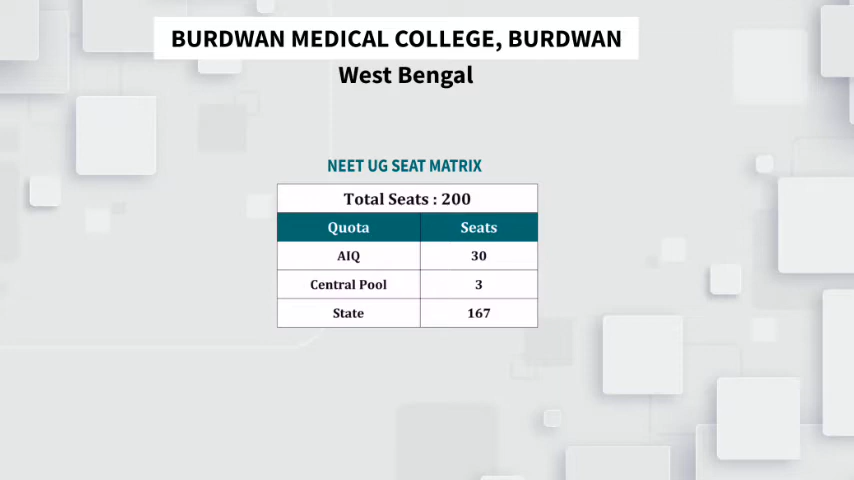 BURDWAN MEDICAL COLLEGE, BURDWAN
West Bengal
NEET UG SEAT MATRIX
Total Seats : 200
Quota Seats
AIQ 30
Central Pool 3
State 167